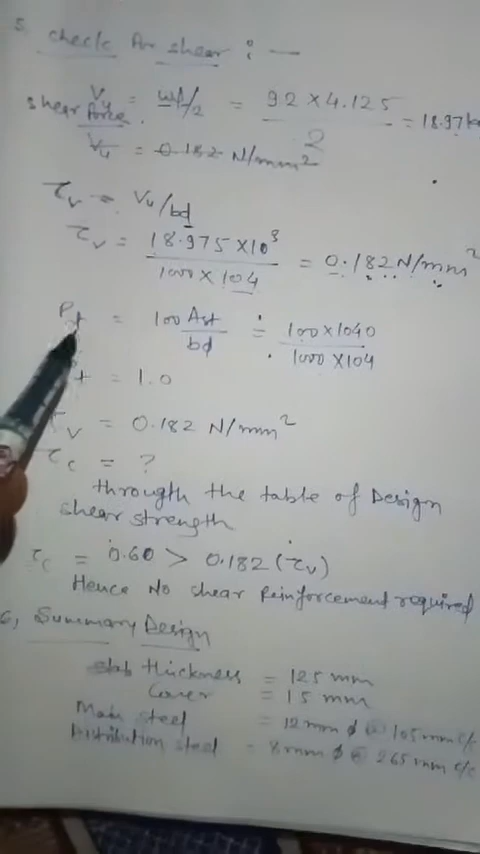 5. Check for shear : —
Vu = wl/2 = 9.2 × 4.125 / 2 = 18.97
shear force
Vu = 0.182 N/mm²
τv = Vu/bd
τv = 18.975 × 10³ / 1000 × 104 = 0.182 N/mm²
Pt = 100 Ast / bd = 100 × 1040 / 1000 × 104
t = 1.0
τv = 0.182 N/mm²
τc = ?
throgth the table of Design
shear strength
τc = 0.60 > 0.182 (τv)
Hence No shear Reinforcement required
6, Summary Design
slab thickness = 125 mm
Cover = 15 mm
Main steel = 12 mm ϕ @ 105 mm c/c
Distribution steel = 8 mm ϕ @ 265 mm c/c